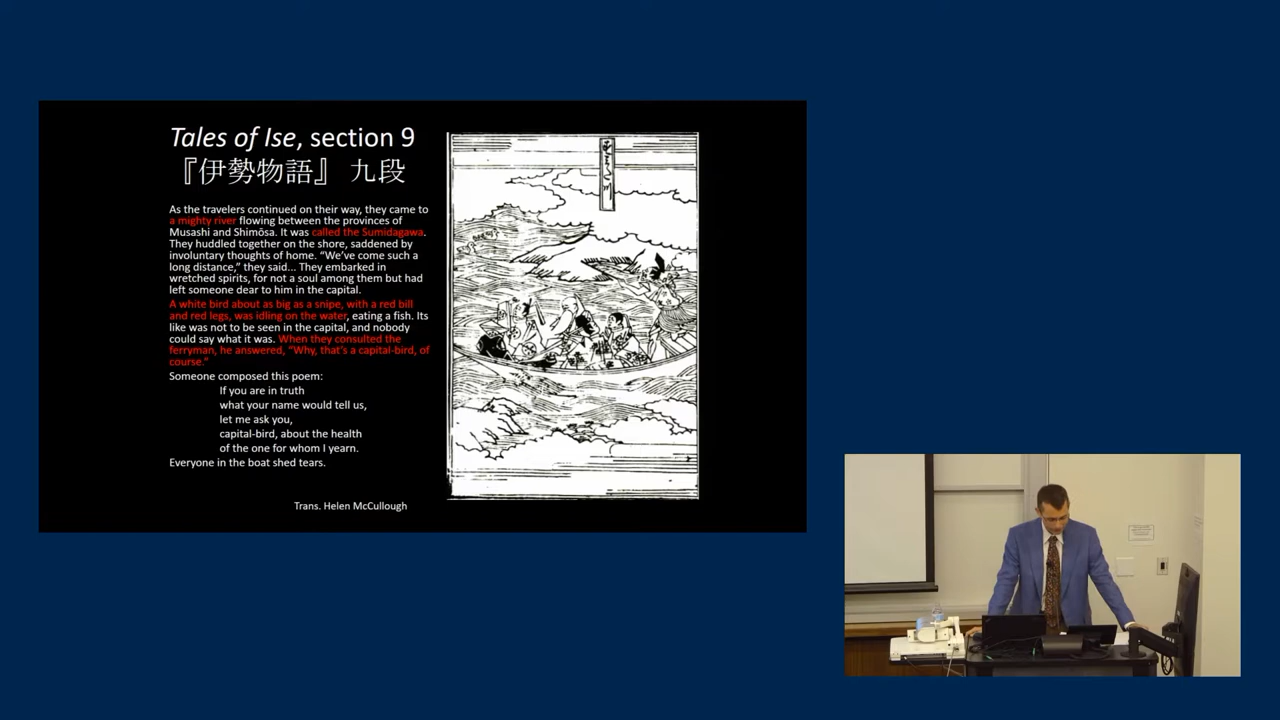 Tales of Ise, section 9
『伊勢物語』 九段
As the travelers continued on their way, they came to
a mighty river flowing between the provinces of
Musashi and Shimōsa. It was called the Sumidagawa.
They huddled together on the shore, saddened by
involuntary thoughts of home. “We’ve come such a
long distance,” they said... They embarked in
wretched spirits, for not a soul among them but had
left someone dear to him in the capital.
A white bird about as big as a snipe, with a red bill
and red legs, was idling on the water, eating a fish. Its
like was not to be seen in the capital, and nobody
could say what it was. When they consulted the
ferryman, he answered, “Why, that’s a capital-bird, of
course.”
Someone composed this poem:
If you are in truth
what your name would tell us,
let me ask you,
capital-bird, about the health
of the one for whom I yearn.
Everyone in the boat shed tears.
Trans. Helen McCullough